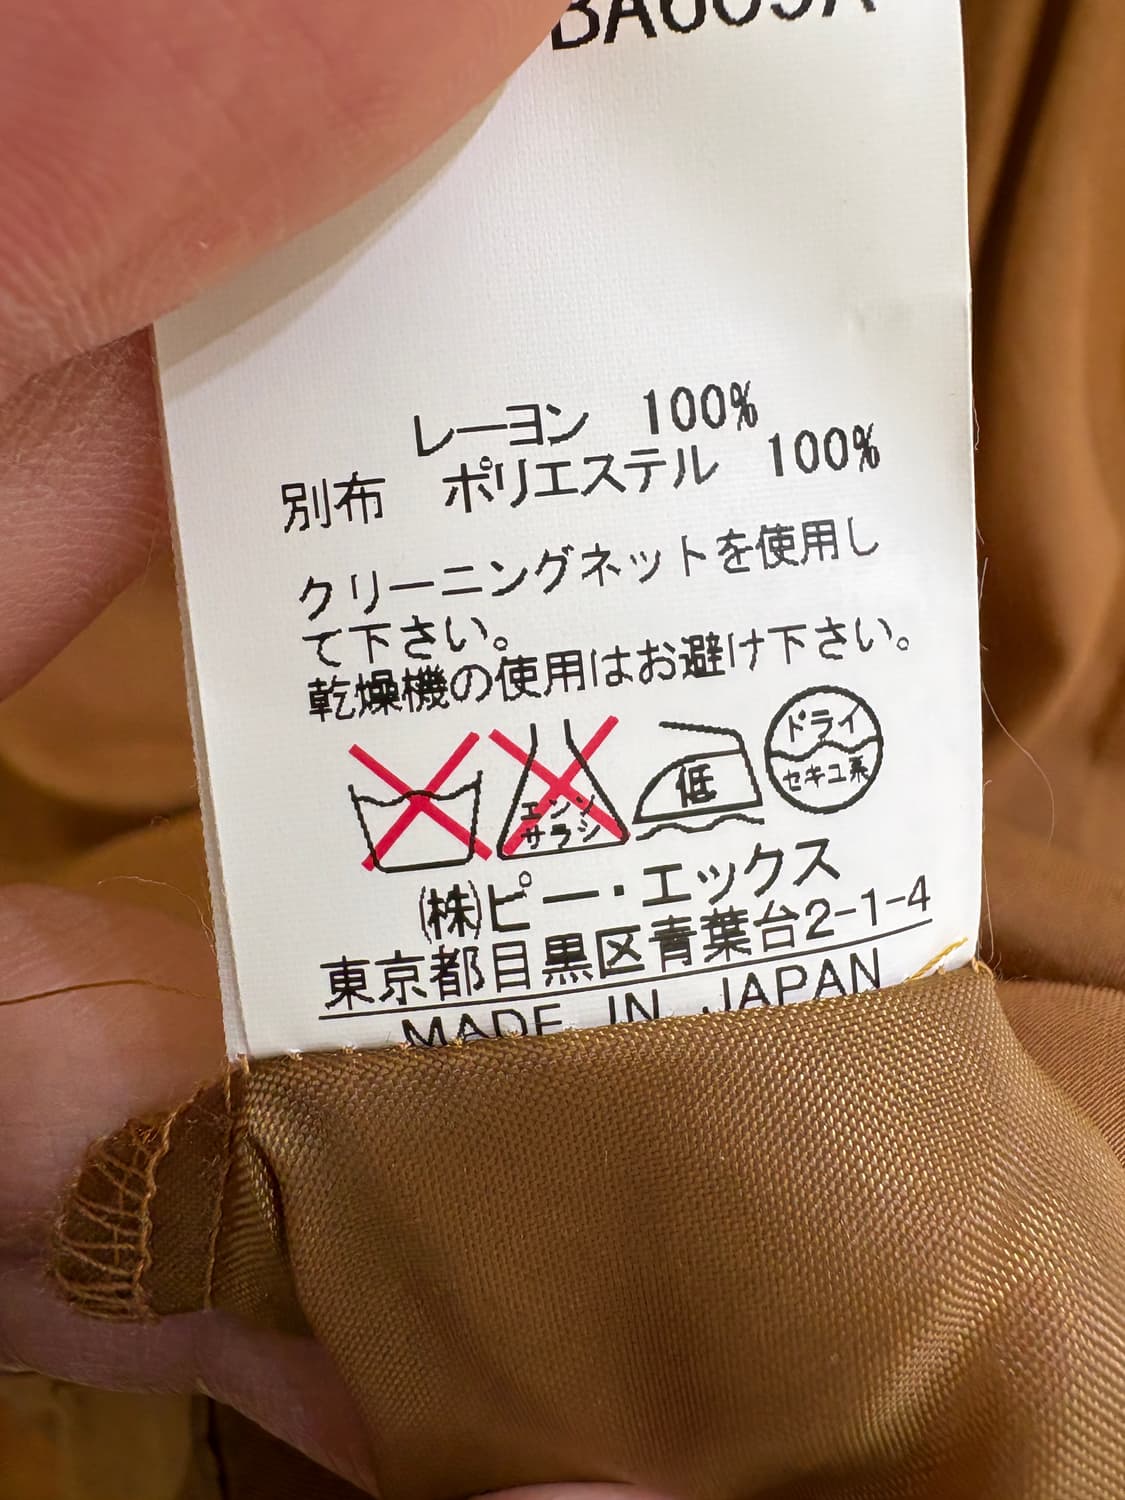 レーヨン 100%
別布 ポリエステル 100%
クリーニングネットを使用し
て下さい。
乾燥機の使用はお避け下さい。
エンソ
サラシ
低
ドライ
セキユ系
(株)ピー・エックス
東京都目黒区青葉台2-1-4
MADE IN JAPAN